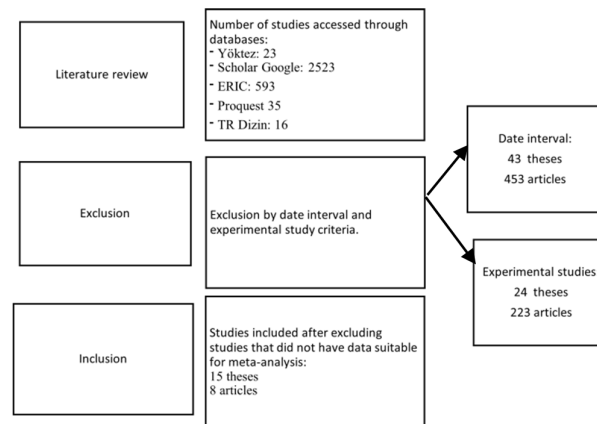 Literature review
Number of studies accessed through
databases:
- Yöktez: 23
- Scholar Google: 2523
- ERIC: 593
- Proquest 35
- TR Dizin: 16
Exclusion
Exclusion by date interval and
experimental study criteria.
Date interval:
43 theses
453 articles
Experimental studies
24 theses
223 articles
Inclusion
Studies included after excluding
studies that did not have data suitable
for meta-analysis:
15 theses
8 articles